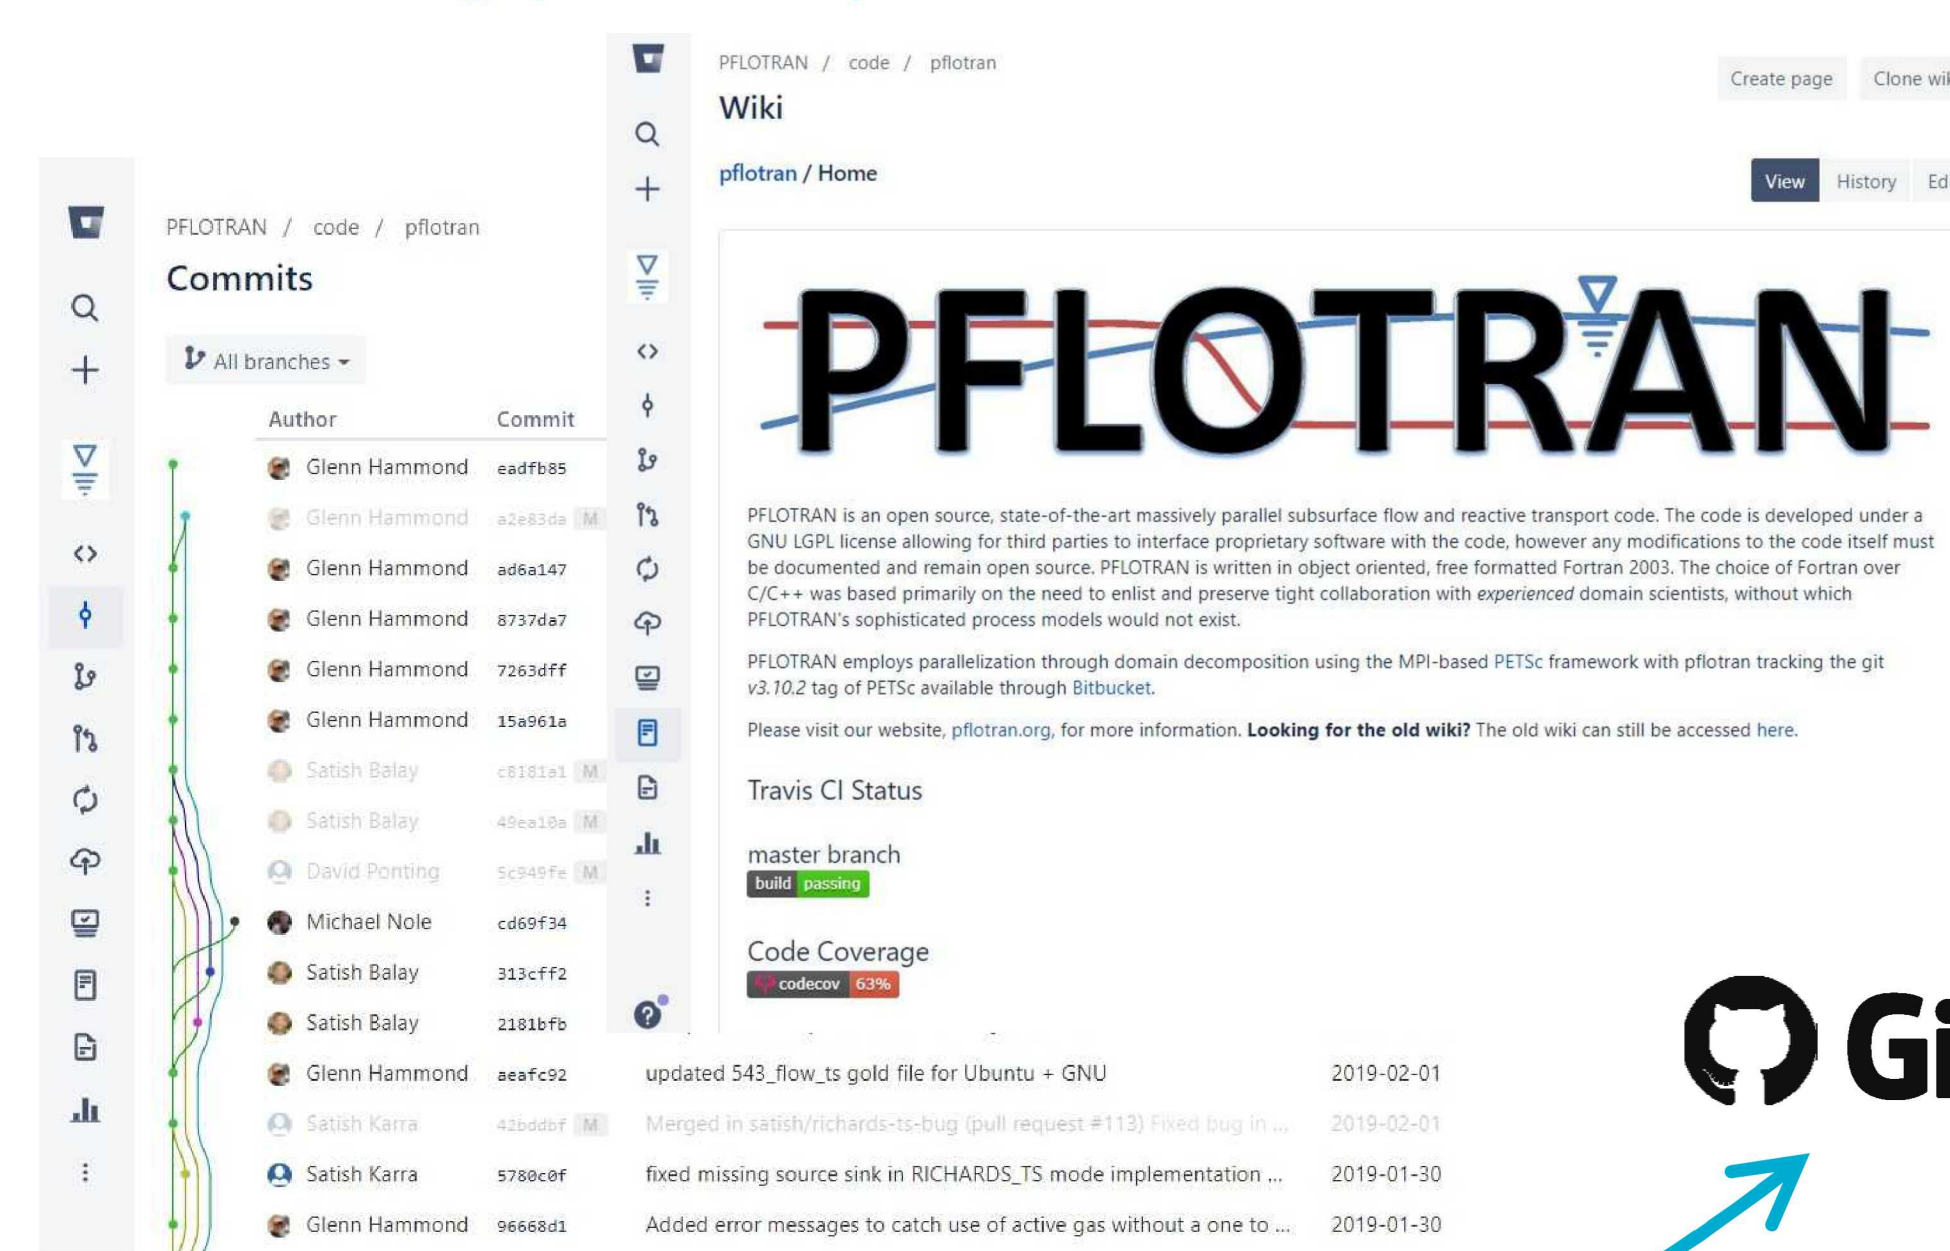 PFLOTRAN / code / pflotran
Wiki
Create page
Clone wik
pflotran / Home
View
History
Ed
PFLOTRAN
PFLOTRAN is an open source, state-of-the-art massively parallel subsurface flow and reactive transport code. The code is developed under a
GNU LGPL license allowing for third parties to interface proprietary software with the code, however any modifications to the code itself must
be documented and remain open source. PFLOTRAN is written in object oriented, free formatted Fortran 2003. The choice of Fortran over
C/C++ was based primarily on the need to enlist and preserve tight collaboration with experienced domain scientists, without which
PFLOTRAN's sophisticated process models would not exist.
PFLOTRAN employs parallelization through domain decomposition using the MPI-based PETSc framework with pflotran tracking the git
v3.10.2 tag of PETSc available through Bitbucket.
Please visit our website, pflotran.org, for more information. Looking for the old wiki? The old wiki can still be accessed here.
Travis CI Status
master branch
build passing
Code Coverage
codecov 63%
PFLOTRAN / code / pflotran
Commits
All branches
Author Commit
Glenn Hammond eadfb85
Glenn Hammond a2e83da M
Glenn Hammond ad6a147
Glenn Hammond 8737da7
Glenn Hammond 7263dff
Glenn Hammond 15a961a
Satish Balay c8181a1 M
Satish Balay 49ea10a M
David Ponting 5c949fe M
Michael Nole cd69f34
Satish Balay 313cff2
Satish Balay 2181bfb
Glenn Hammond aeafc92 updated 543_flow_ts gold file for Ubuntu + GNU 2019-02-01
Satish Karra 42bddbf M Merged in satish/richards-ts-bug (pull request #113) Fixed bug in ... 2019-02-01
Satish Karra 5780c0f fixed missing source sink in RICHARDS_TS mode implementation ... 2019-01-30
Glenn Hammond 96668d1 Added error messages to catch use of active gas without a one to ... 2019-01-30
Gi